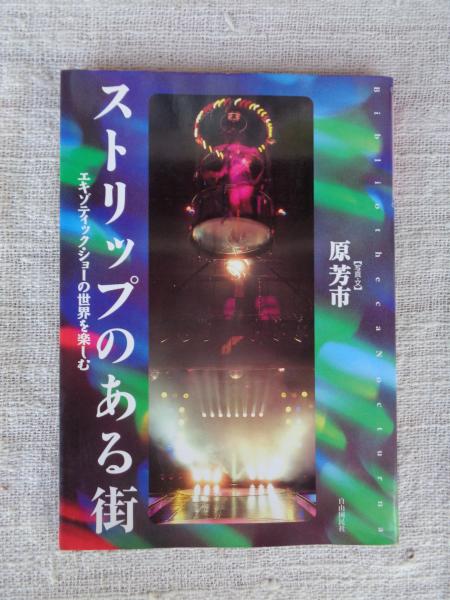 ストリップのある街
エキゾティックショーの世界を楽しむ
【写真・文】
原芳市
Bibliotheca Nocturna
自由国民社